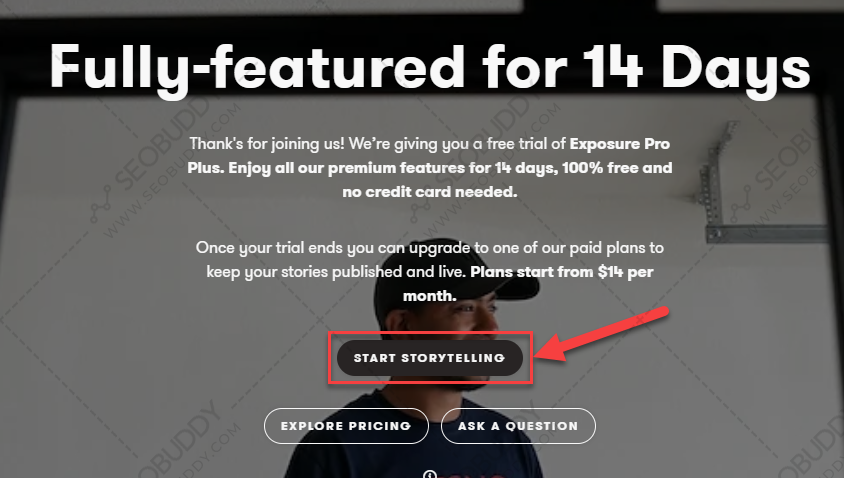 Fully-featured for 14 Days
Thank's for joining us! We're giving you a free trial of Exposure Pro
Plus. Enjoy all our premium features for 14 days, 100% free and
no credit card needed.
Once your trial ends you can upgrade to one of our paid plans to
keep your stories published and live. Plans start from $14 per
month.
START STORYTELLING
EXPLORE PRICING
ASK A QUESTION
SEOBUDDY
WWW.SEOBUDDY.COM